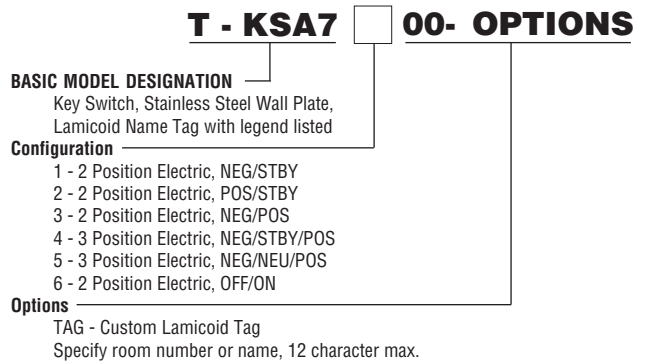 T - KSA7 00- OPTIONS
BASIC MODEL DESIGNATION
Key Switch, Stainless Steel Wall Plate,
Lamicoid Name Tag with legend listed
Configuration
1 - 2 Position Electric, NEG/STBY
2 - 2 Position Electric, POS/STBY
3 - 2 Position Electric, NEG/POS
4 - 3 Position Electric, NEG/STBY/POS
5 - 3 Position Electric, NEG/NEU/POS
6 - 2 Position Electric, OFF/ON
Options
TAG - Custom Lamicoid Tag
Specify room number or name, 12 character max.